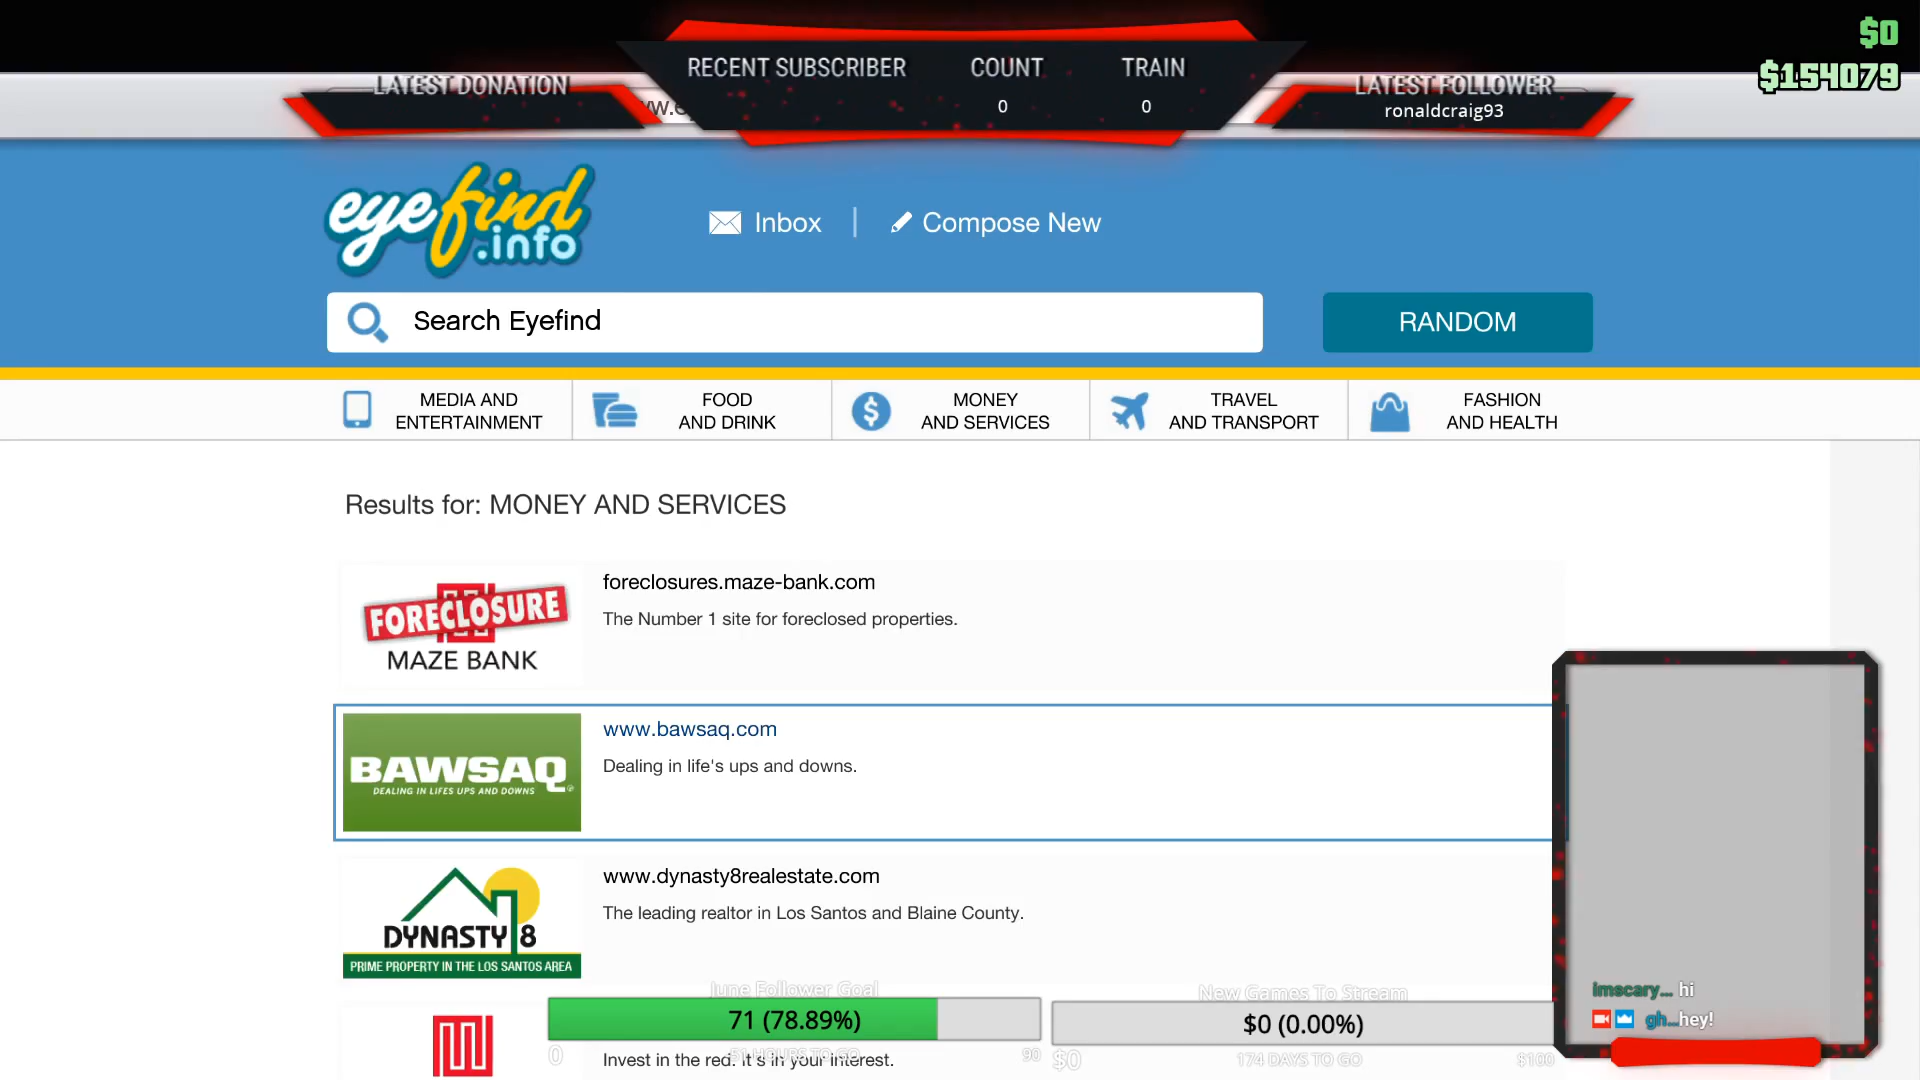 $0
$154079
LATEST DONATION
RECENT SUBSCRIBER
COUNT
0
TRAIN
0
LATEST FOLLOWER
ronaldcraig93
eyefind
.info
Inbox
Compose New
Search Eyefind
RANDOM
MEDIA AND
ENTERTAINMENT
FOOD
AND DRINK
MONEY
AND SERVICES
TRAVEL
AND TRANSPORT
FASHION
AND HEALTH
Results for: MONEY AND SERVICES
FORECLOSURE
MAZE BANK
foreclosures.maze-bank.com
The Number 1 site for foreclosed properties.
BAWSAQ
DEALING IN LIFES UPS AND DOWNS
www.bawsaq.com
Dealing in life's ups and downs.
DYNASTY 8
PRIME PROPERTY IN THE LOS SANTOS AREA
www.dynasty8realestate.com
The leading realtor in Los Santos and Blaine County.
Invest in the red. It's in your interest.
June Follower Goal
71 (78.89%)
0
51 HOURS TO GO
90
New Games To Stream
$0 (0.00%)
$0
174 DAYS TO GO
$100
imscary... hi
gh...hey!